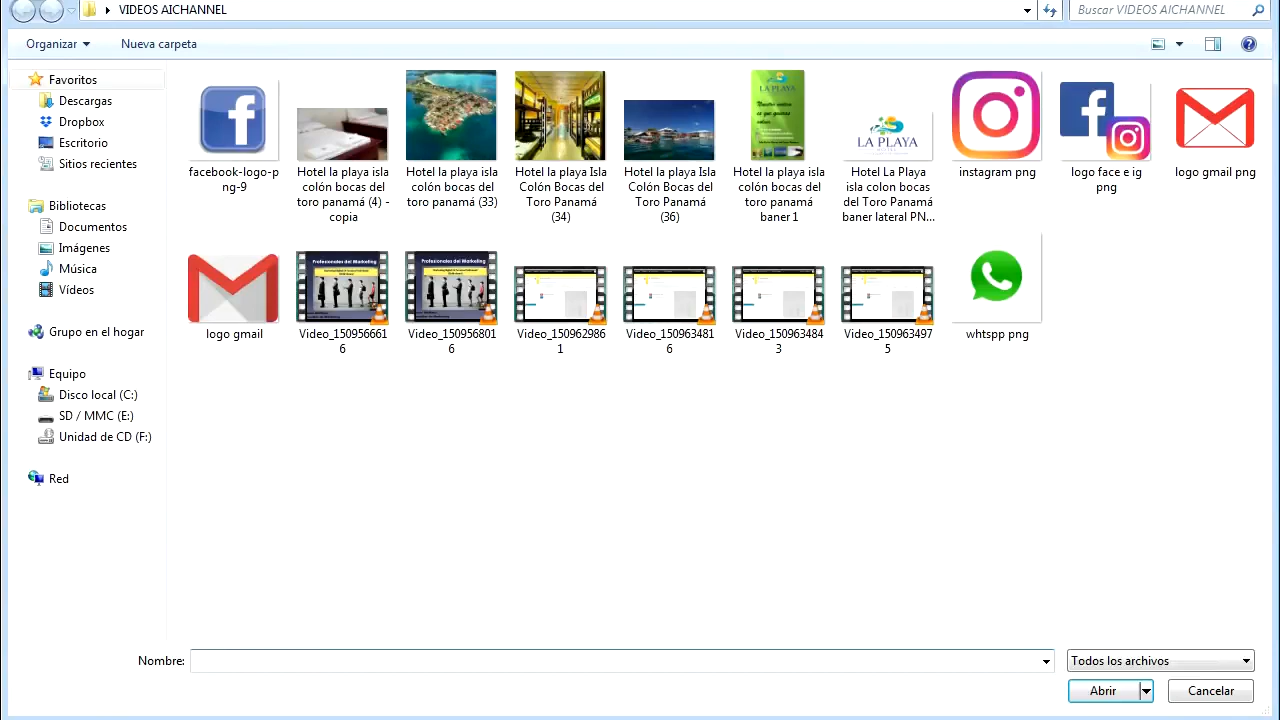 VIDEOS AICHANNEL
Buscar VIDEOS AICHANNEL
Organizar
Nueva carpeta
Favoritos
Descargas
Dropbox
Escritorio
Sitios recientes
Bibliotecas
Documentos
Imágenes
Música
Vídeos
Grupo en el hogar
Equipo
Disco local (C:)
SD / MMC (E:)
Unidad de CD (F:)
Red
facebook-logo-p
ng-9
Hotel la playa isla
colón bocas del
toro panamá (4) -
copia
Hotel la playa isla
colón bocas del
toro panamá (33)
Hotel la playa Isla
Colón Bocas del
Toro Panamá
(34)
Hotel la playa Isla
Colón Bocas del
Toro Panamá
(36)
LA PLAYA
Hotel la playa isla
colón bocas del
toro panamá
baner 1
LA PLAYA
Hotel La Playa
isla colon bocas
del Toro Panamá
baner lateral PN...
instagram png
logo face e ig
png
logo gmail png
logo gmail
Profesionales del Marketing
Video_150956661
6
Profesionales del Marketing
Video_150956801
6
Video_150962986
1
Video_150963481
6
Video_150963484
3
Video_150963497
5
whtspp png
Nombre:
Todos los archivos
Abrir
Cancelar